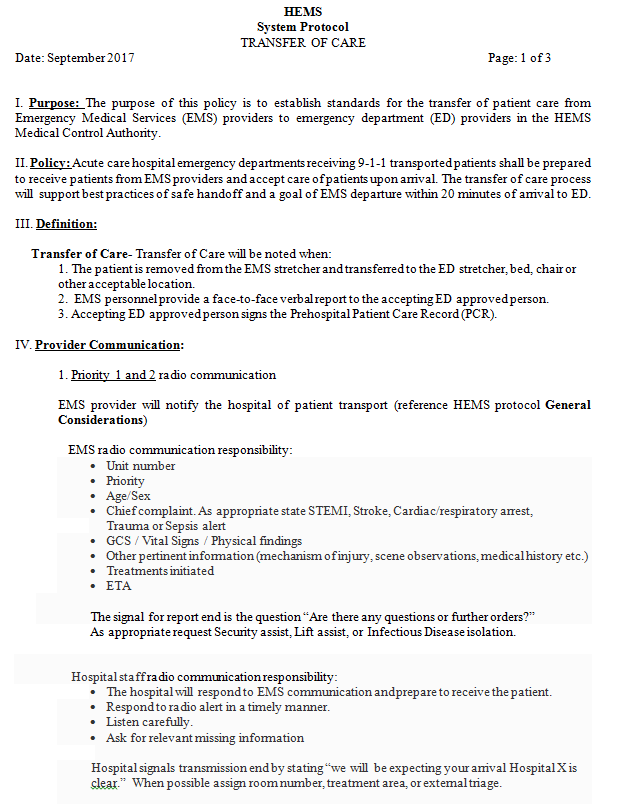 HEMS
System Protocol
TRANSFER OF CARE
Date: September 2017 Page: 1 of 3
I. Purpose: The purpose of this policy is to establish standards for the transfer of patient care from
Emergency Medical Services (EMS) providers to emergency department (ED) providers in the HEMS
Medical Control Authority.
II. Policy: Acute care hospital emergency departments receiving 9-1-1 transported patients shall be prepared
to receive patients from EMS providers and accept care of patients upon arrival. The transfer of care process
will support best practices of safe handoff and a goal of EMS departure within 20 minutes of arrival to ED.
III. Definition:
Transfer of Care- Transfer of Care will be noted when:
1. The patient is removed from the EMS stretcher and transferred to the ED stretcher, bed, chair or
other acceptable location.
2. EMS personnel provide a face-to-face verbal report to the accepting ED approved person.
3. Accepting ED approved person signs the Prehospital Patient Care Record (PCR).
IV. Provider Communication:
1. Priority 1 and 2 radio communication
EMS provider will notify the hospital of patient transport (reference HEMS protocol General
Considerations)
EMS radio communication responsibility:
• Unit number
• Priority
• Age/Sex
• Chief complaint. As appropriate state STEMI, Stroke, Cardiac/respiratory arrest,
Trauma or Sepsis alert
• GCS / Vital Signs / Physical findings
• Other pertinent information (mechanism of injury, scene observations, medical history etc.)
• Treatments initiated
• ETA
The signal for report end is the question “Are there any questions or further orders?”
As appropriate request Security assist, Lift assist, or Infectious Disease isolation.
Hospital staff radio communication responsibility:
• The hospital will respond to EMS communication and prepare to receive the patient.
• Respond to radio alert in a timely manner.
• Listen carefully.
• Ask for relevant missing information
Hospital signals transmission end by stating “we will be expecting your arrival Hospital X is
clear.” When possible assign room number, treatment area, or external triage.